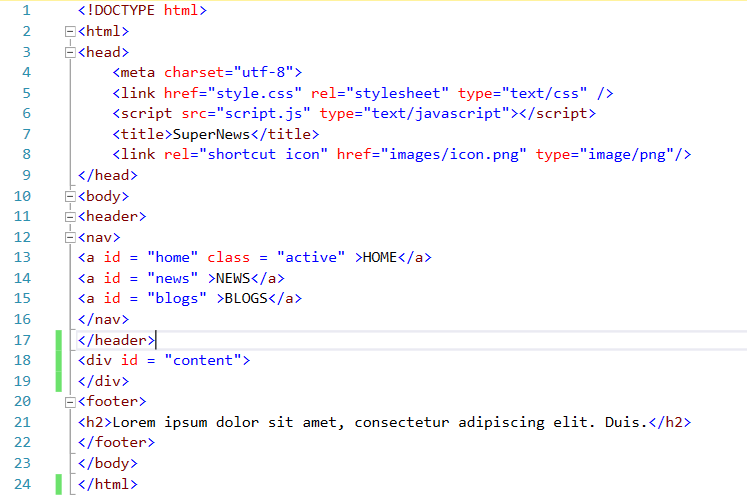 1 <!DOCTYPE html>
2 <html>
3 <head>
4     <meta charset="utf-8">
5     <link href="style.css" rel="stylesheet" type="text/css" />
6     <script src="script.js" type="text/javascript"></script>
7     <title>SuperNews</title>
8     <link rel="shortcut icon" href="images/icon.png" type="image/png"/>
9 </head>
10 <body>
11 <header>
12 <nav>
13 <a id = "home" class = "active" >HOME</a>
14 <a id = "news" >NEWS</a>
15 <a id = "blogs" >BLOGS</a>
16 </nav>
17 </header>
18 <div id = "content">
19 </div>
20 <footer>
21 <h2>Lorem ipsum dolor sit amet, consectetur adipiscing elit. Duis.</h2>
22 </footer>
23 </body>
24 </html>